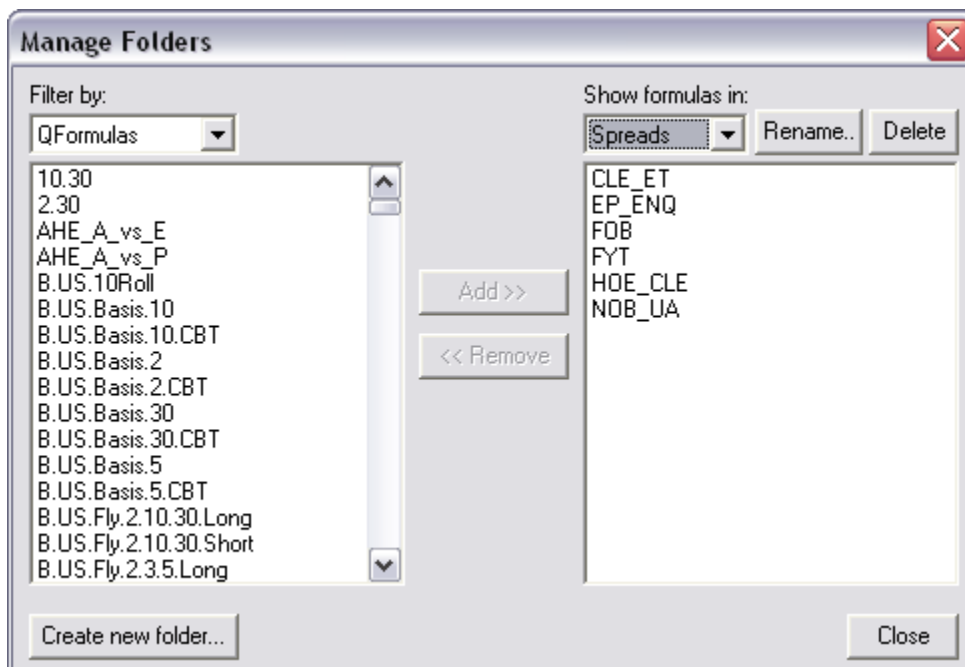 Manage Folders
Filter by:
QFormulas
10.30
2.30
AHE_A_vs_E
AHE_A_vs_P
B.US.10Roll
B.US.Basis.10
B.US.Basis.10.CBT
B.US.Basis.2
B.US.Basis.2.CBT
B.US.Basis.30
B.US.Basis.30.CBT
B.US.Basis.5
B.US.Basis.5.CBT
B.US.Fly.2.10.30.Long
B.US.Fly.2.10.30.Short
B.US.Fly.2.3.5.Long
Add >>
<< Remove
Show formulas in:
Spreads
Rename..
Delete
CLE_ET
EP_ENQ
FOB
FYT
HOE_CLE
NOB_UA
Create new folder...
Close